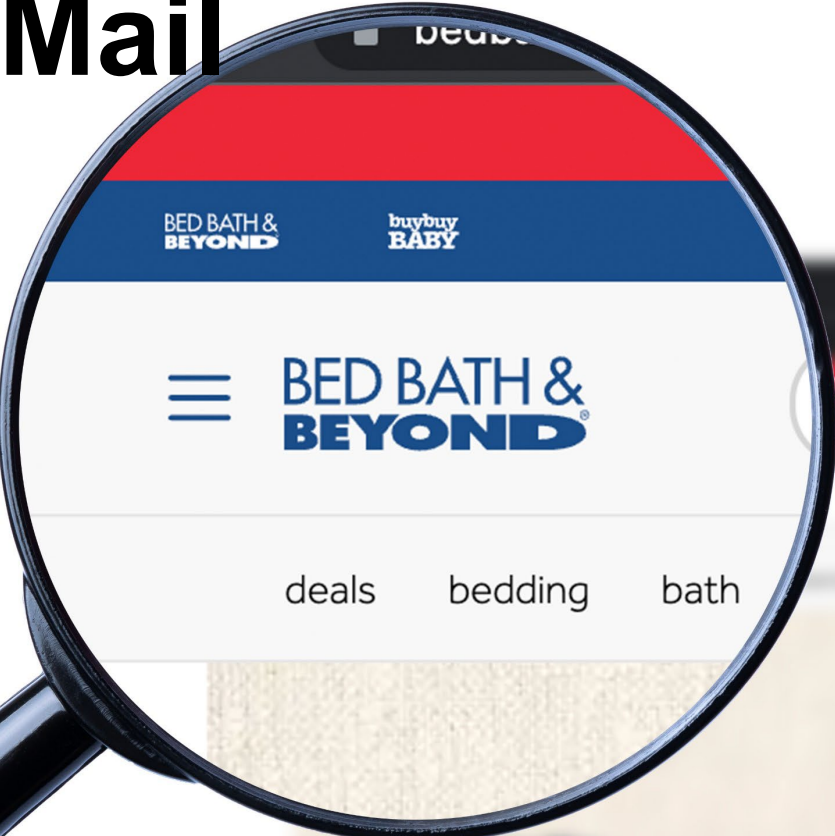 Mail
BED BATH &
BEYOND
buybuy
BABY
BED BATH &
BEYOND®
deals bedding bath